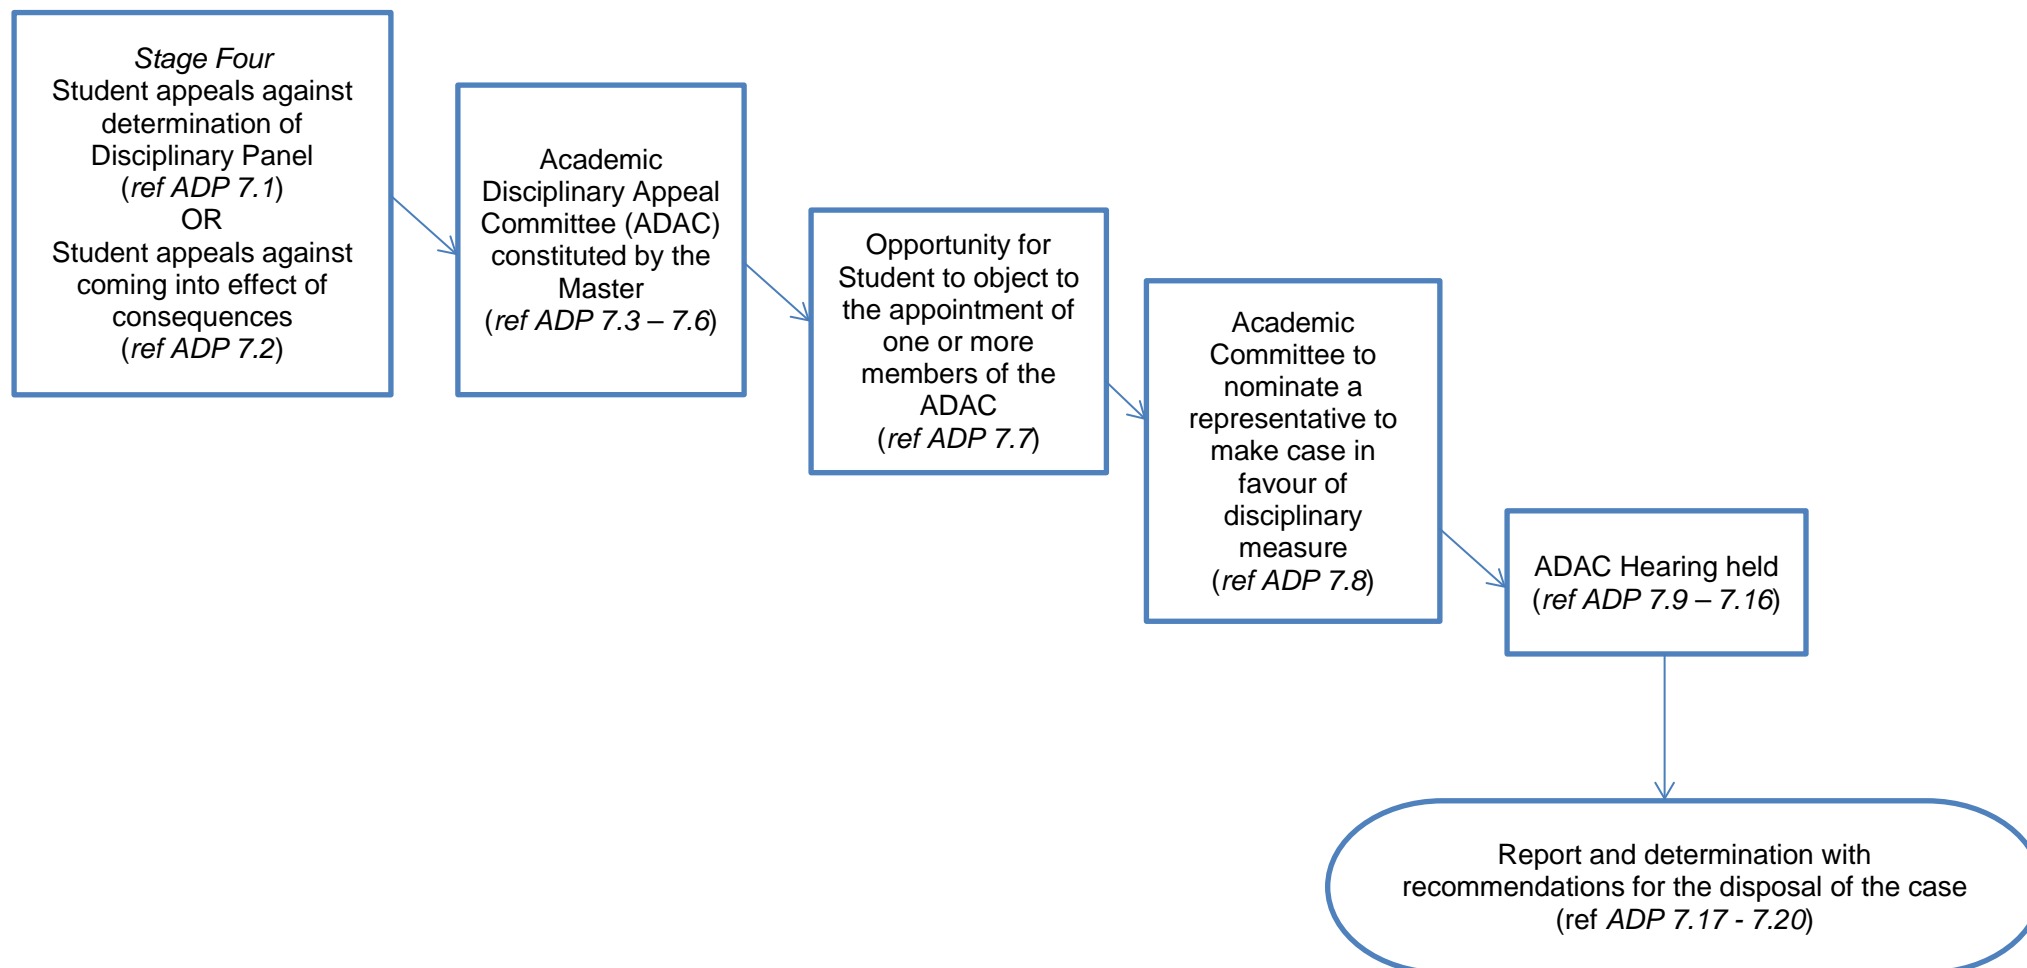 Stage Four
Student appeals against
determination of
Disciplinary Panel
(ref ADP 7.1)
OR
Student appeals against
coming into effect of
consequences
(ref ADP 7.2)
Academic
Disciplinary Appeal
Committee (ADAC)
constituted by the
Master
(ref ADP 7.3 – 7.6)
Opportunity for
Student to object to
the appointment of
one or more
members of the
ADAC
(ref ADP 7.7)
Academic
Committee to
nominate a
representative to
make case in
favour of
disciplinary
measure
(ref ADP 7.8)
ADAC Hearing held
(ref ADP 7.9 – 7.16)
Report and determination with
recommendations for the disposal of the case
(ref ADP 7.17 - 7.20)